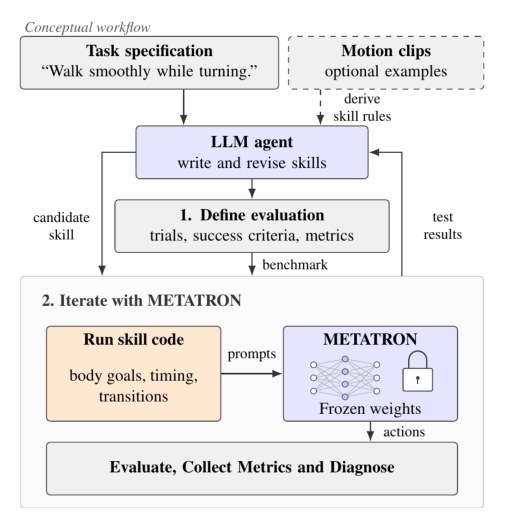 Conceptual workflow
Task specification
“Walk smoothly while turning.”
Motion clips
optional examples
derive
skill rules
LLM agent
write and revise skills
candidate
skill
1. Define evaluation
trials, success criteria, metrics
test
results
benchmark
2. Iterate with METATRON
Run skill code
body goals, timing,
transitions
prompts
METATRON
Frozen weights
actions
Evaluate, Collect Metrics and Diagnose